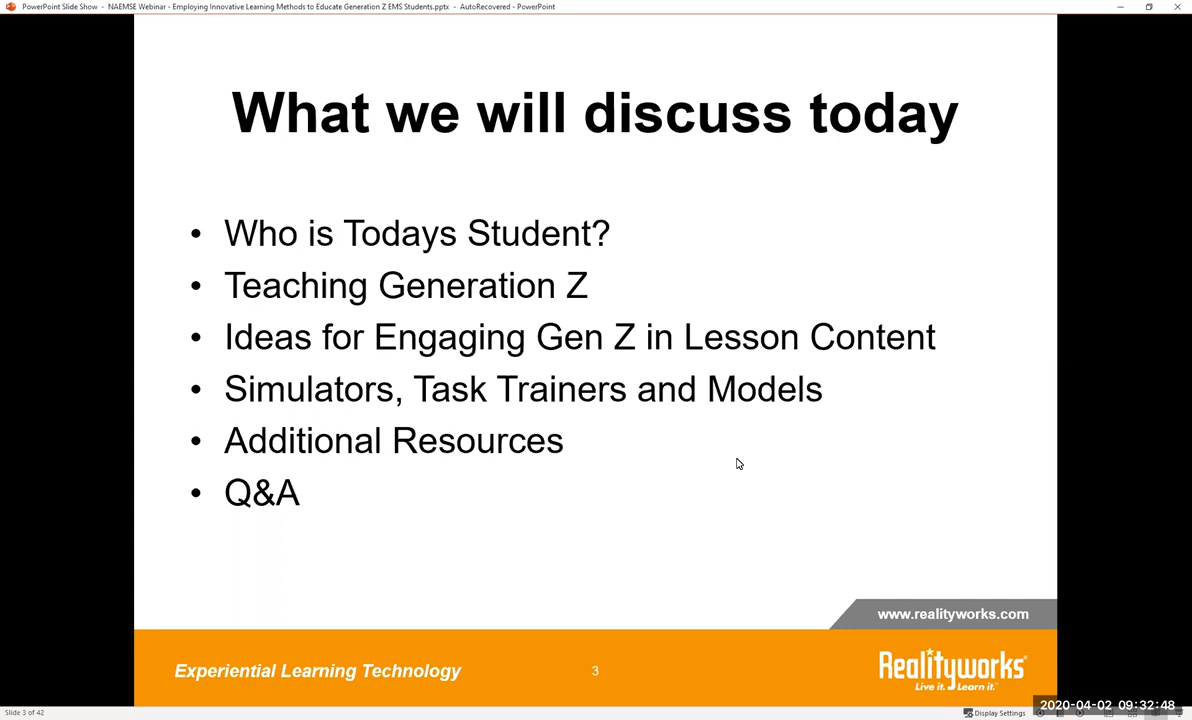 PowerPoint Slide Show - NAEMSE Webinar - Employing Innovative Learning Methods to Educate Generation Z EMS Students.pptx - AutoRecovered - PowerPoint
What we will discuss today
• Who is Todays Student?
• Teaching Generation Z
• Ideas for Engaging Gen Z in Lesson Content
• Simulators, Task Trainers and Models
• Additional Resources
• Q&A
www.realityworks.com
Experiential Learning Technology
3
Realityworks
Live it. Learn it.
2020-04-02 09:32:48
Slide 3 of 42
Display Settings